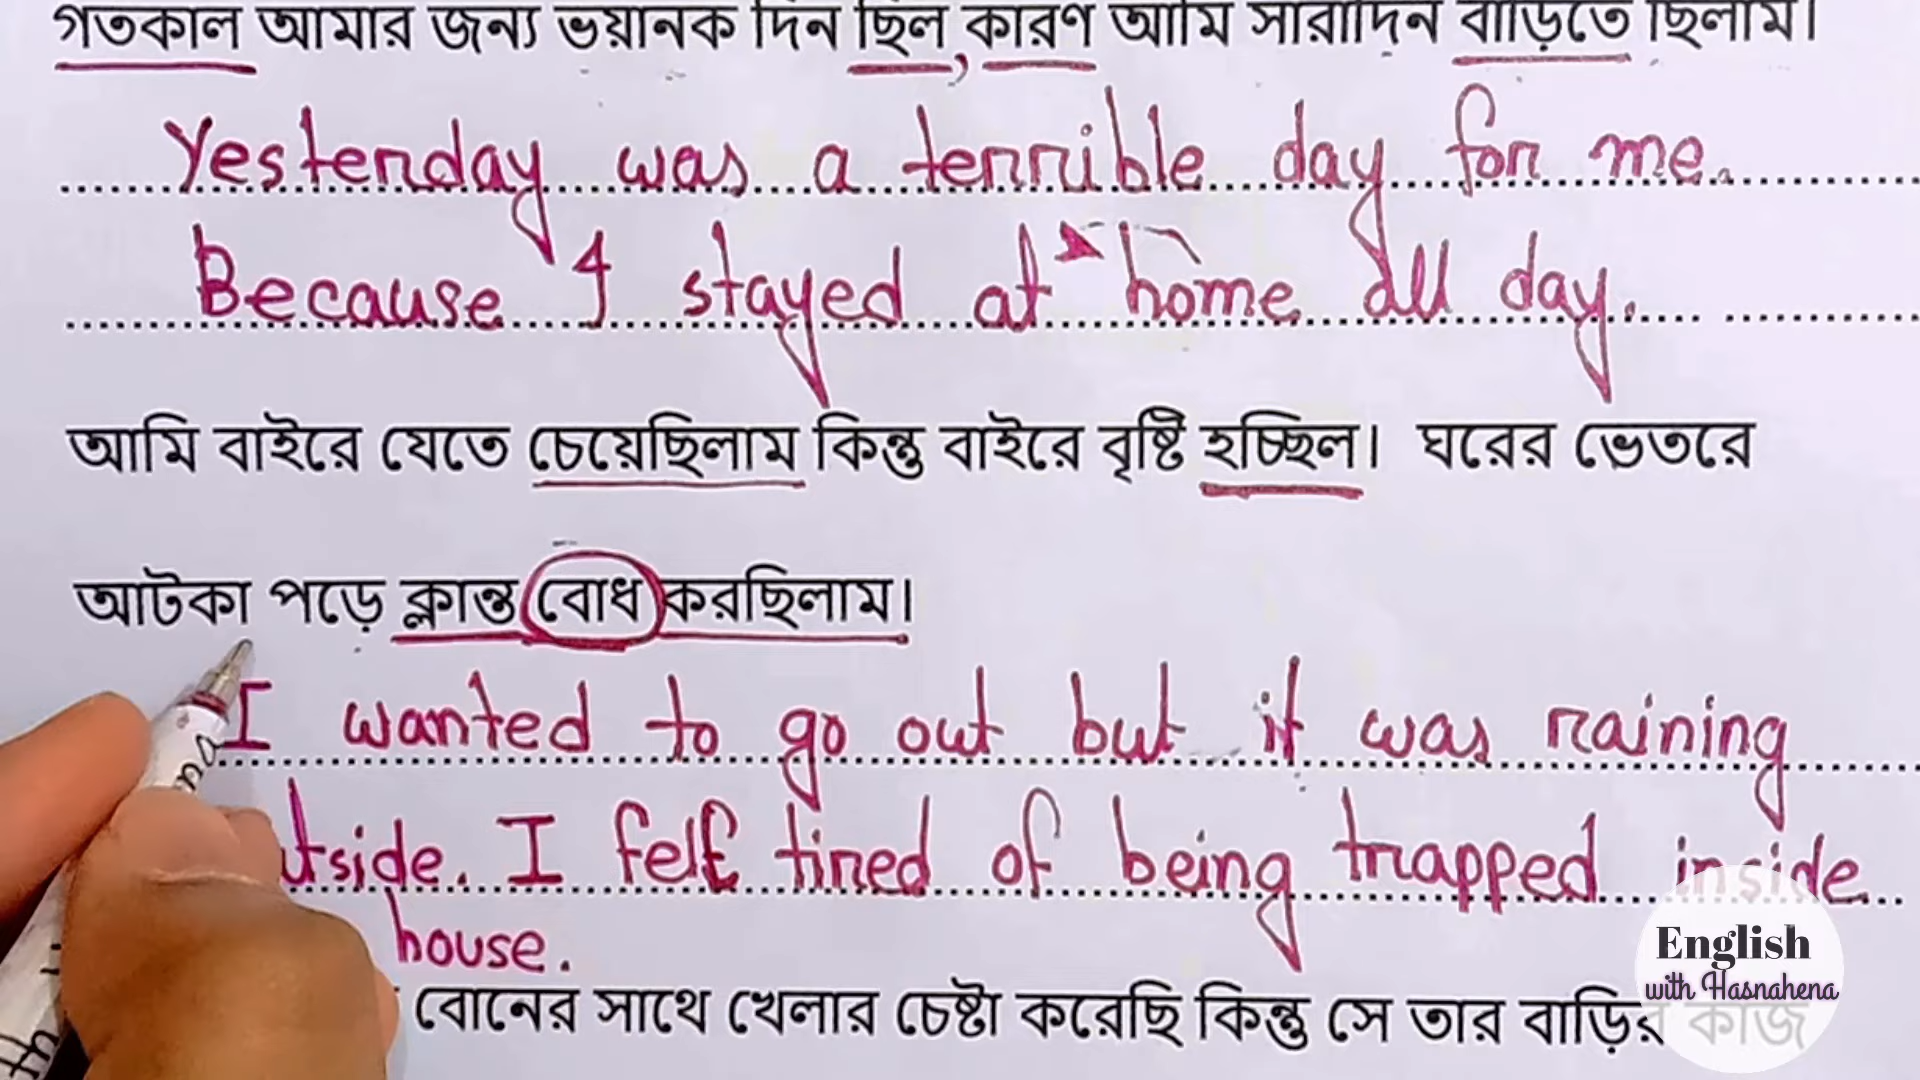 গতকাল আমার জন্য ভয়ানক দিন ছিল, কারণ আমি সারাদিন বাড়িতে ছিলাম।
Yesterday was a terrible day for me.
Because I stayed at home all day.
আমি বাইরে যেতে চেয়েছিলাম কিন্তু বাইরে বৃষ্টি হচ্ছিল। ঘরের ভেতরে
আটকা পড়ে ক্লান্ত বোধ করছিলাম।
I wanted to go out but it was raining
tside. I felt tired of being trapped inside
house.
বোনের সাথে খেলার চেষ্টা করেছি কিন্তু সে তার বাড়ির কাজ
English
with Hasnahena